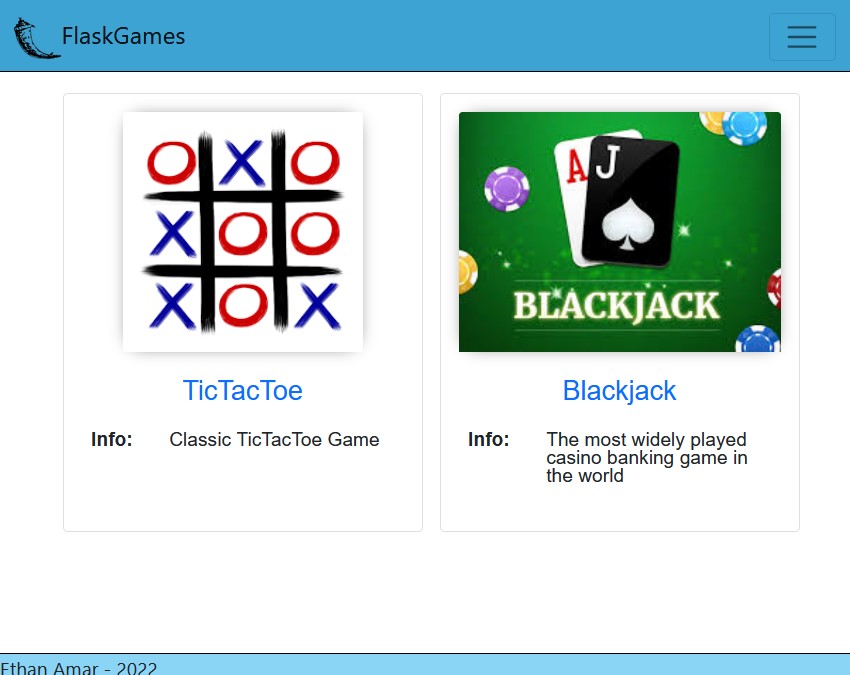 FlaskGames
O X O
X O O
X O X
A J
BLACKJACK
TicTacToe
Info: Classic TicTacToe Game
Blackjack
Info: The most widely played
casino banking game in
the world
Ethan Amar - 2022